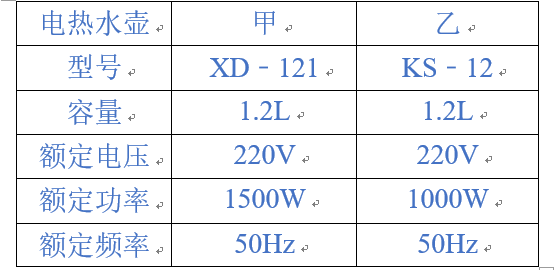 电热水壶 甲 乙
型号 XD - 121 KS - 12
容量 1.2L 1.2L
额定电压 220V 220V
额定功率 1500W 1000W
额定频率 50Hz 50Hz